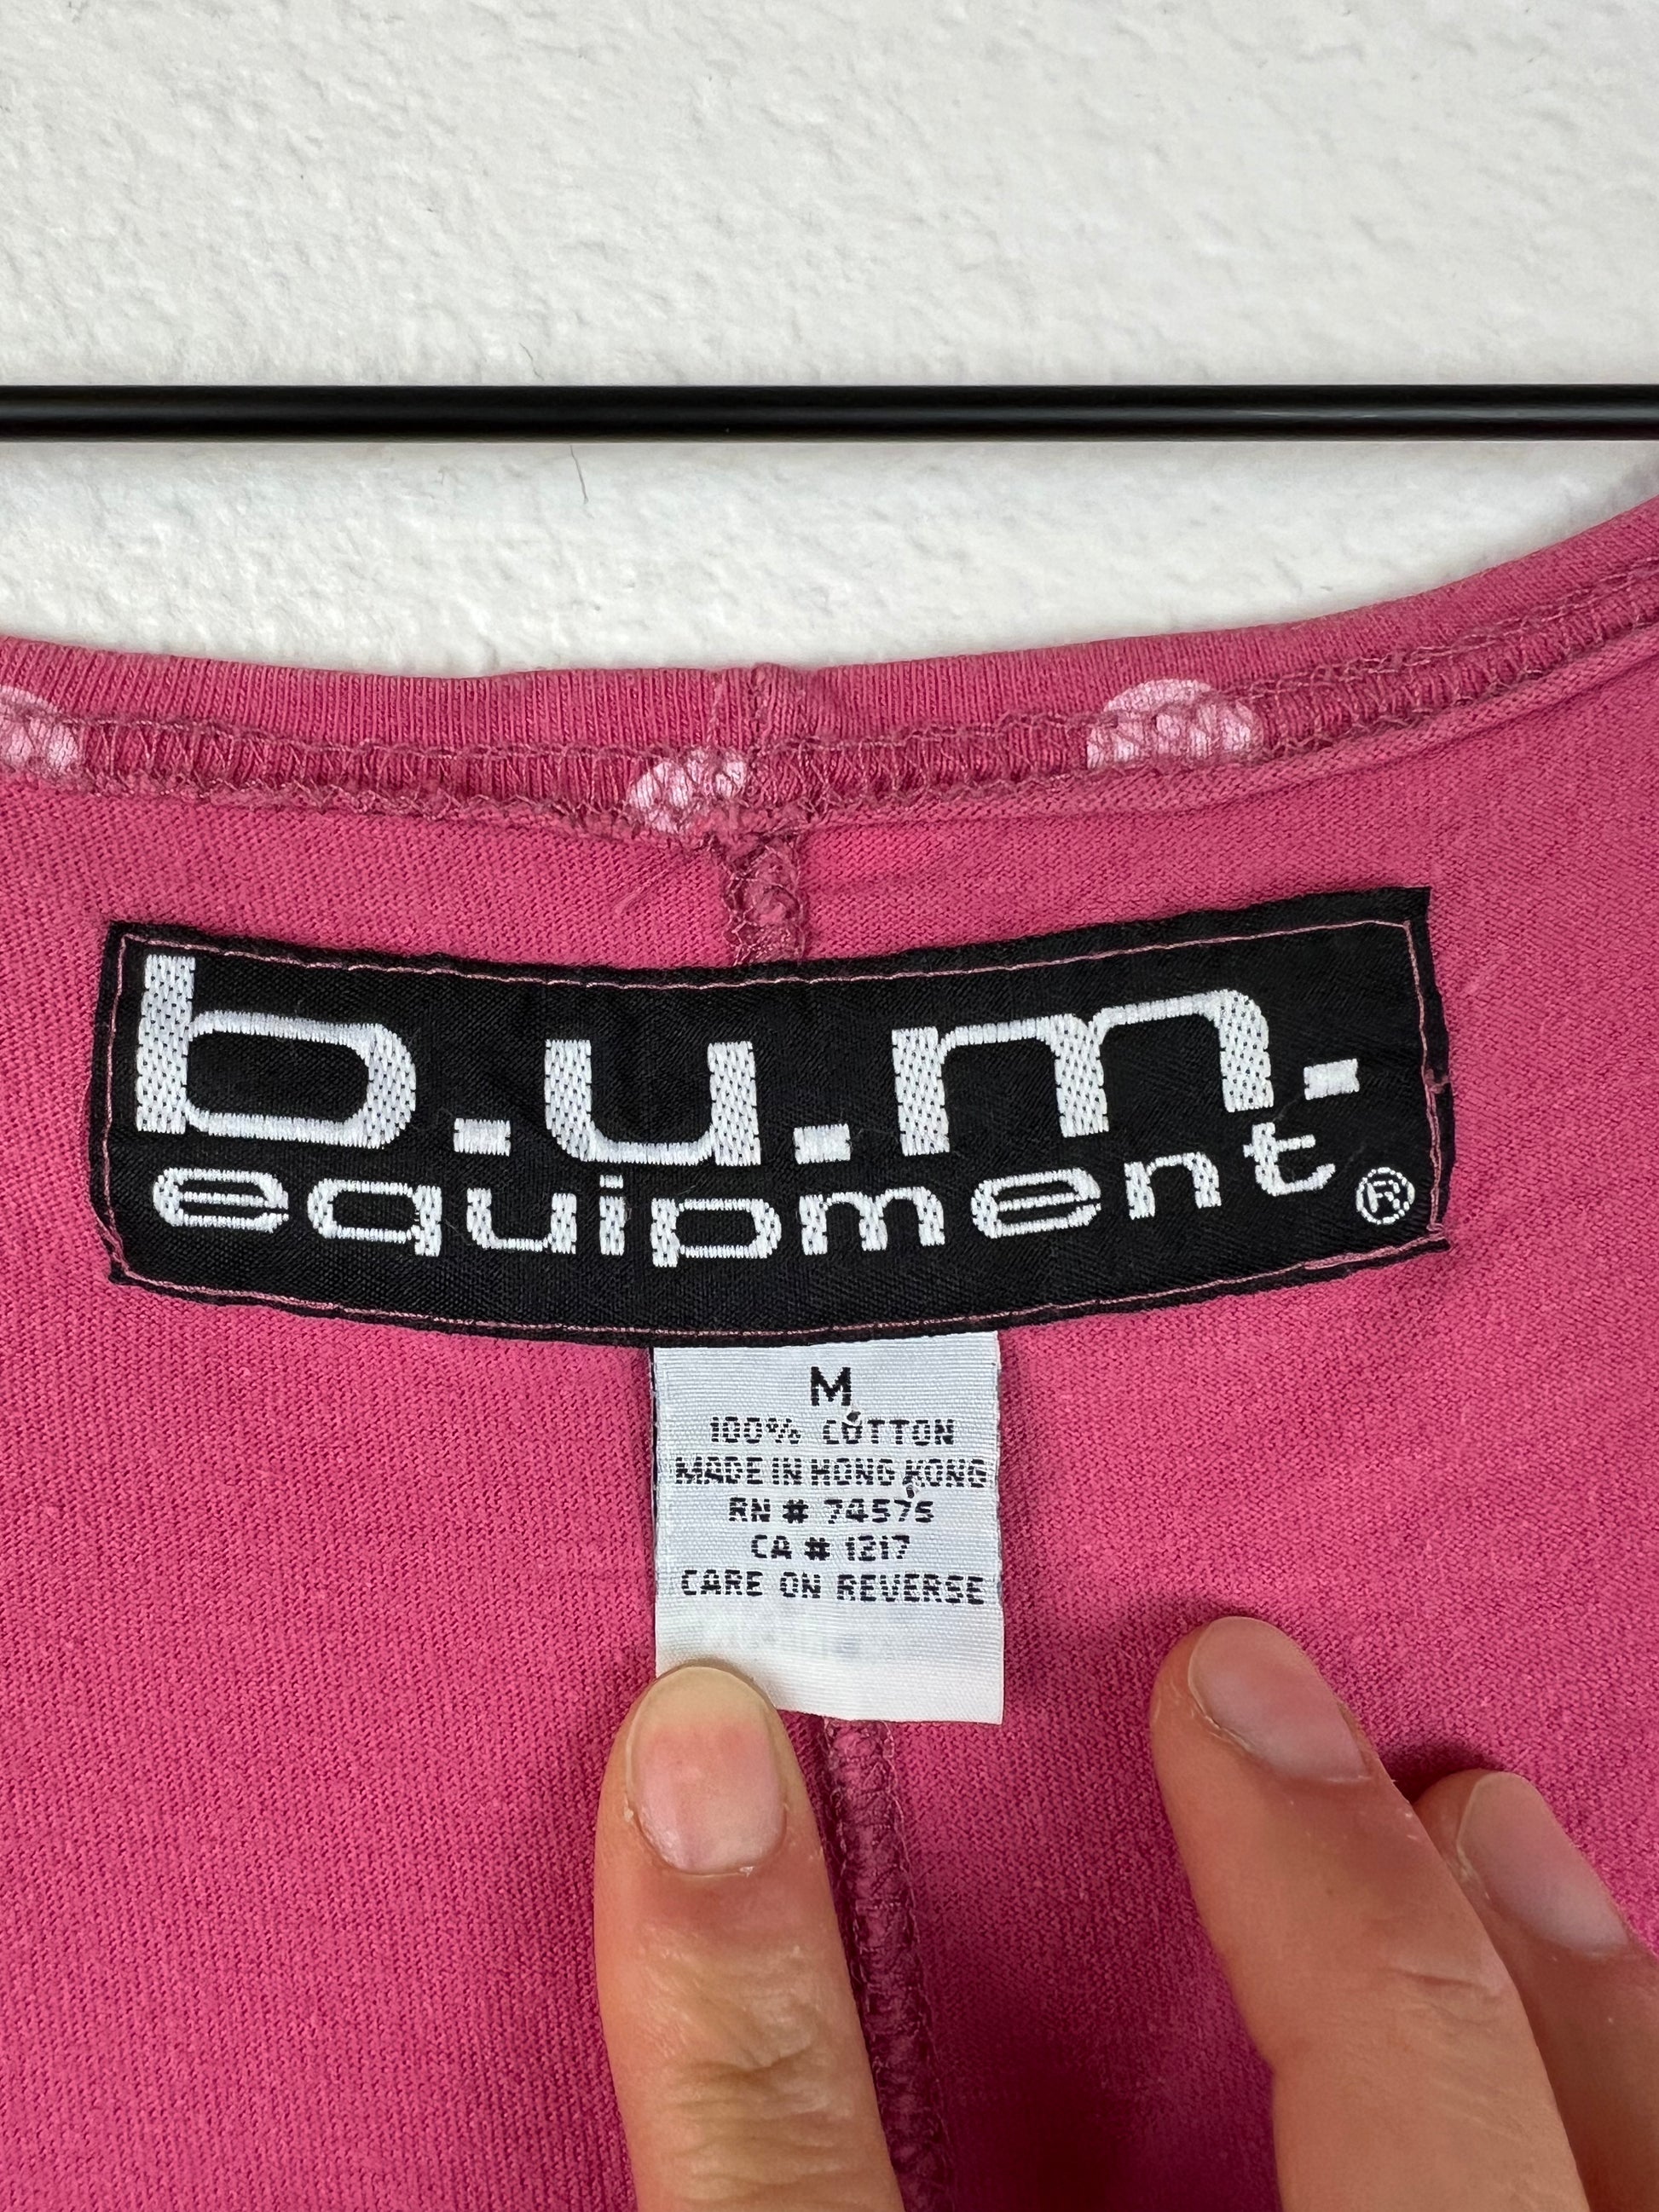 b.u.m.
equipment®
M
100% COTTON
MADE IN HONG KONG
RN # 74575
CA # 1217
CARE ON REVERSE